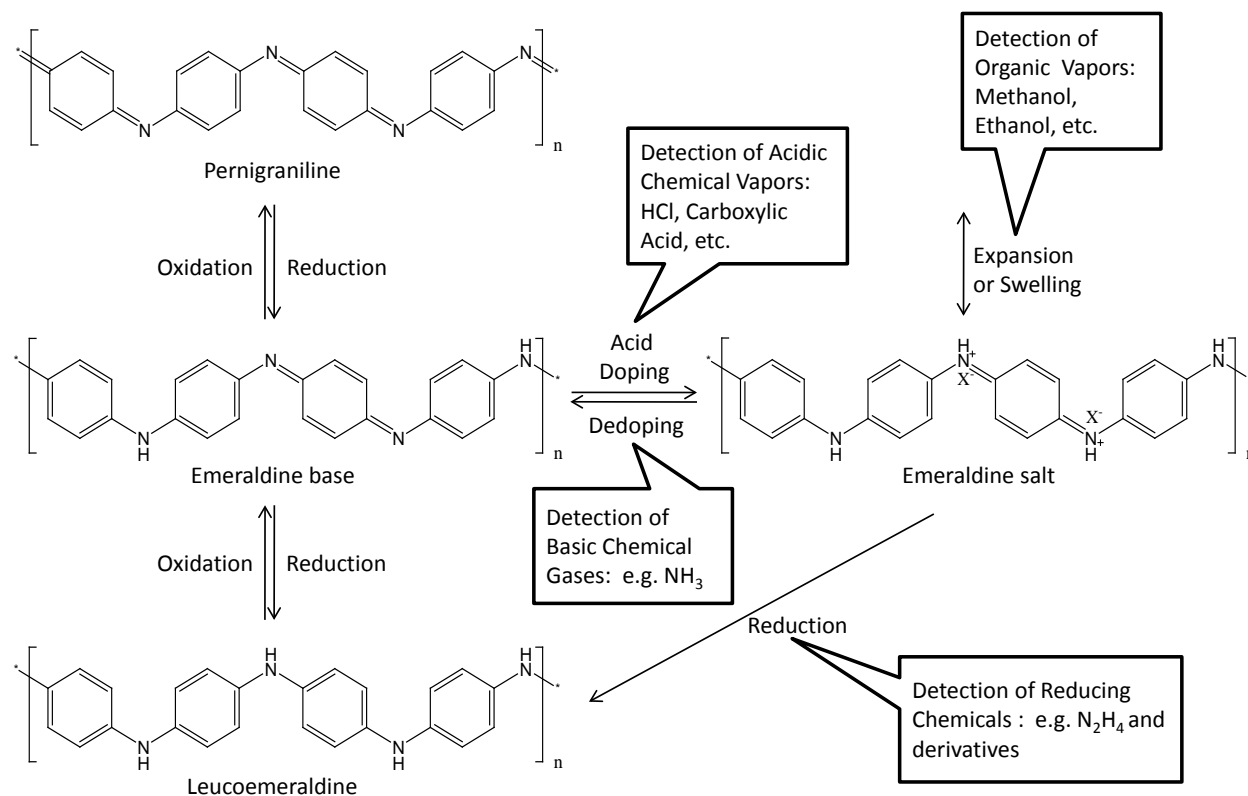 N
N
N
N
n
Pernigraniline
Detection of
Organic Vapors:
Methanol,
Ethanol, etc.
Detection of Acidic
Chemical Vapors:
HCl, Carboxylic
Acid, etc.
Oxidation
Reduction
Expansion
or Swelling
N
H
N
N
H
N
n
Emeraldine base
Acid
Doping
Dedoping
H
N+
X-
X-
N+
H
N
H
H
N
n
Emeraldine salt
Oxidation
Reduction
Detection of
Basic Chemical
Gases: e.g. NH3
Reduction
Detection of Reducing
Chemicals : e.g. N2H4 and
derivatives
H
N
H
N
N
H
N
H
n
Leucoemeraldine